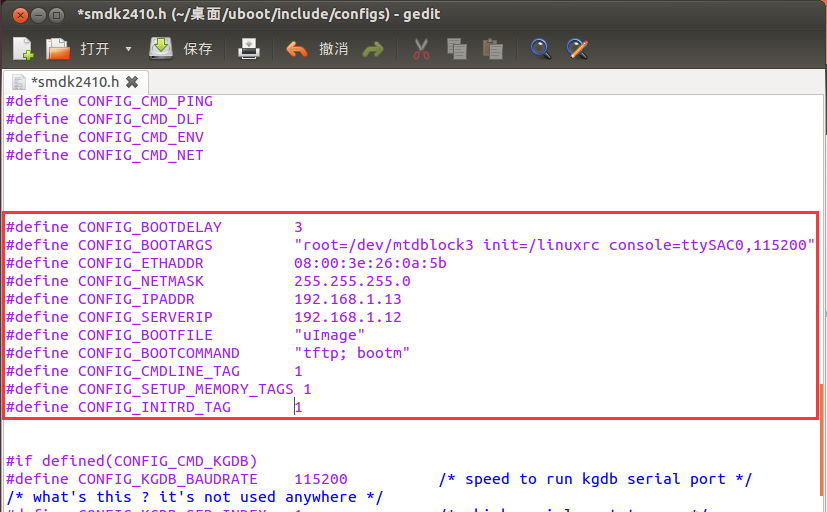 *smdk2410.h (~/桌面/uboot/include/configs) - gedit
打开 保存 撤消
*smdk2410.h
#define CONFIG_CMD_PING
#define CONFIG_CMD_DLF
#define CONFIG_CMD_ENV
#define CONFIG_CMD_NET
#define CONFIG_BOOTDELAY 3
#define CONFIG_BOOTARGS "root=/dev/mtdblock3 init=/linuxrc console=ttySAC0,115200"
#define CONFIG_ETHADDR 08:00:3e:26:0a:5b
#define CONFIG_NETMASK 255.255.255.0
#define CONFIG_IPADDR 192.168.1.13
#define CONFIG_SERVERIP 192.168.1.12
#define CONFIG_BOOTFILE "uImage"
#define CONFIG_BOOTCOMMAND "tftp; bootm"
#define CONFIG_CMDLINE_TAG 1
#define CONFIG_SETUP_MEMORY_TAGS 1
#define CONFIG_INITRD_TAG 1
#if defined(CONFIG_CMD_KGDB)
#define CONFIG_KGDB_BAUDRATE 115200 /* speed to run kgdb serial port */
/* what's this ? it's not used anywhere */